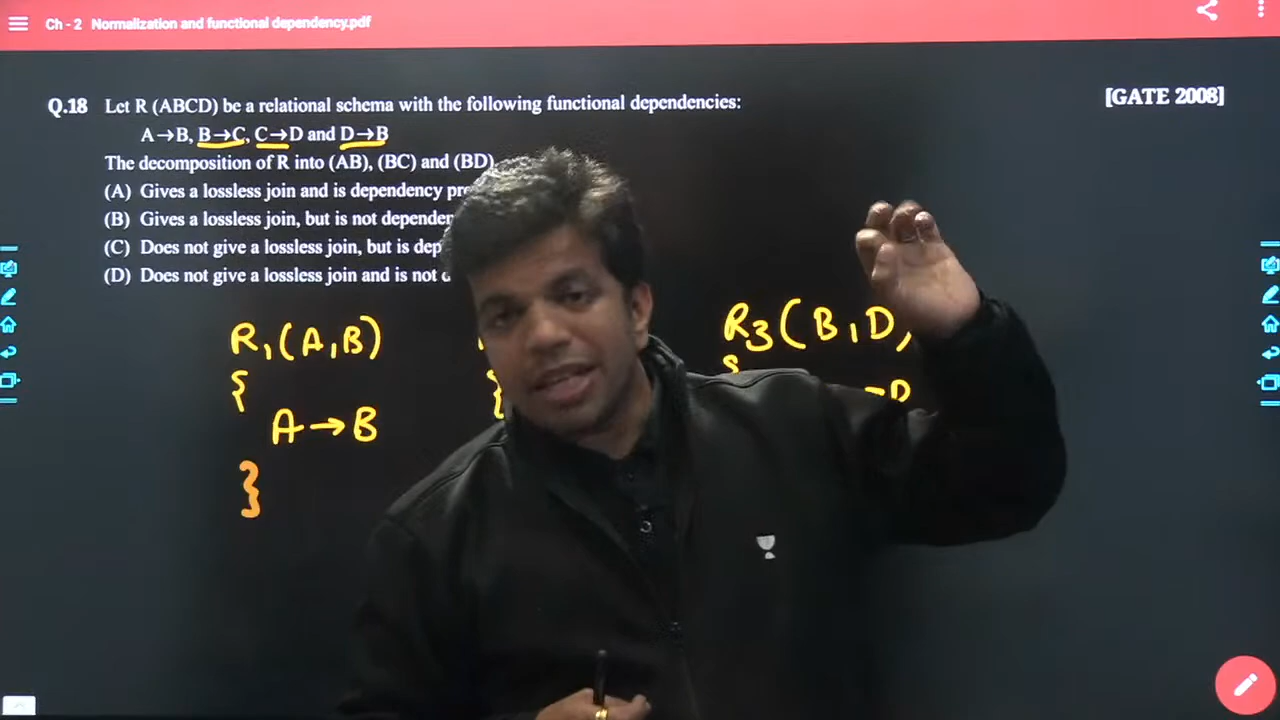 Ch - 2 Normalization and functional dependency.pdf
Q.18 Let R (ABCD) be a relational schema with the following functional dependencies: [GATE 2008]
A→B, B→C, C→D and D→B
The decomposition of R into (AB), (BC) and (BD)
(A) Gives a lossless join and is dependency
(B) Gives a lossless join, but is not
(C) Does not give a lossless join, but is
(D) Does not give a lossless join and is not
R1(A,B) R3(B,D,
{ {
A→B →B
}